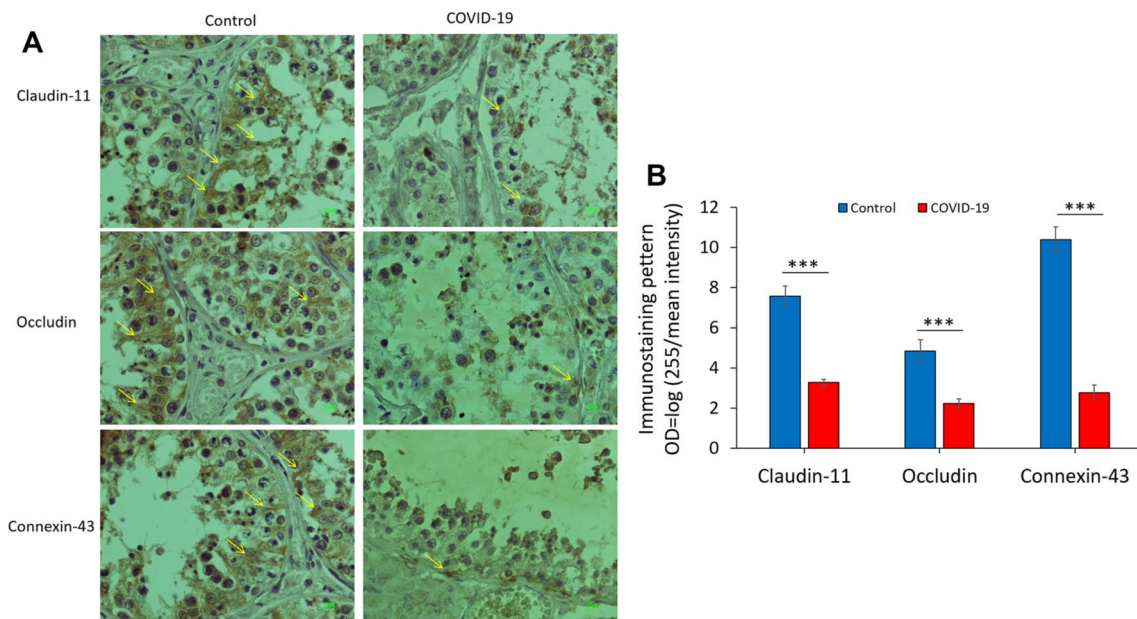 Control
COVID-19
A
Claudin-11
Occludin
Connexin-43
B
Control
COVID-19
Immunostaining pettern
OD=log (255/mean intensity)
12
10
8
6
4
2
0
***
***
***
Claudin-11
Occludin
Connexin-43